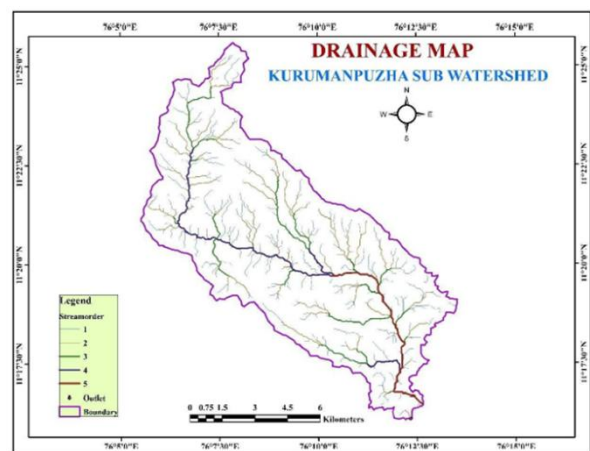 76°5'0"E 76°7'30"E 76°10'0"E 76°12'30"E 76°15'0"E
DRAINAGE MAP
KURUMANPUZHA SUB WATERSHED
N
W E
S
11°25'0"N 11°25'0"N
11°22'30"N 11°22'30"N
11°20'0"N 11°20'0"N
11°17'30"N 11°17'30"N
Legend
Streamorder
1
2
3
4
5
Outlet
Boundary
0 0.75 1.5 3 4.5 6
Kilometers
76°5'0"E 76°7'30"E 76°10'0"E 76°12'30"E 76°15'0"E